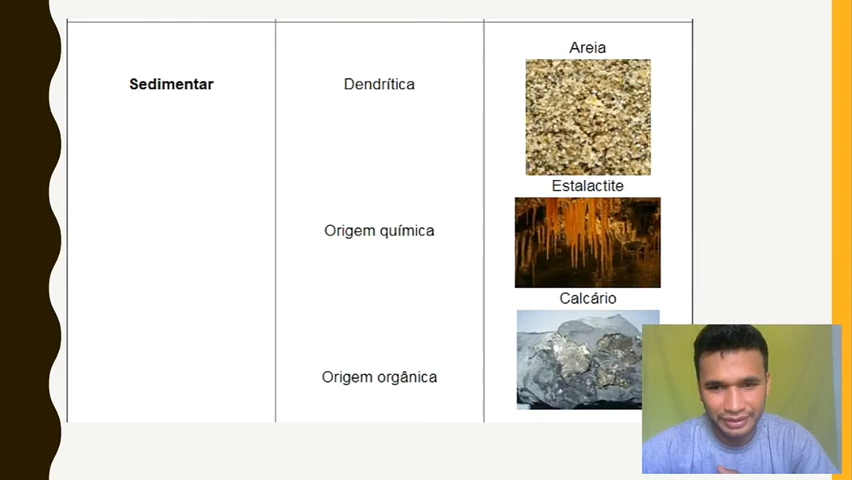 Areia
Sedimentar
Dendrítica
Estalactite
Origem química
Calcário
Origem orgânica